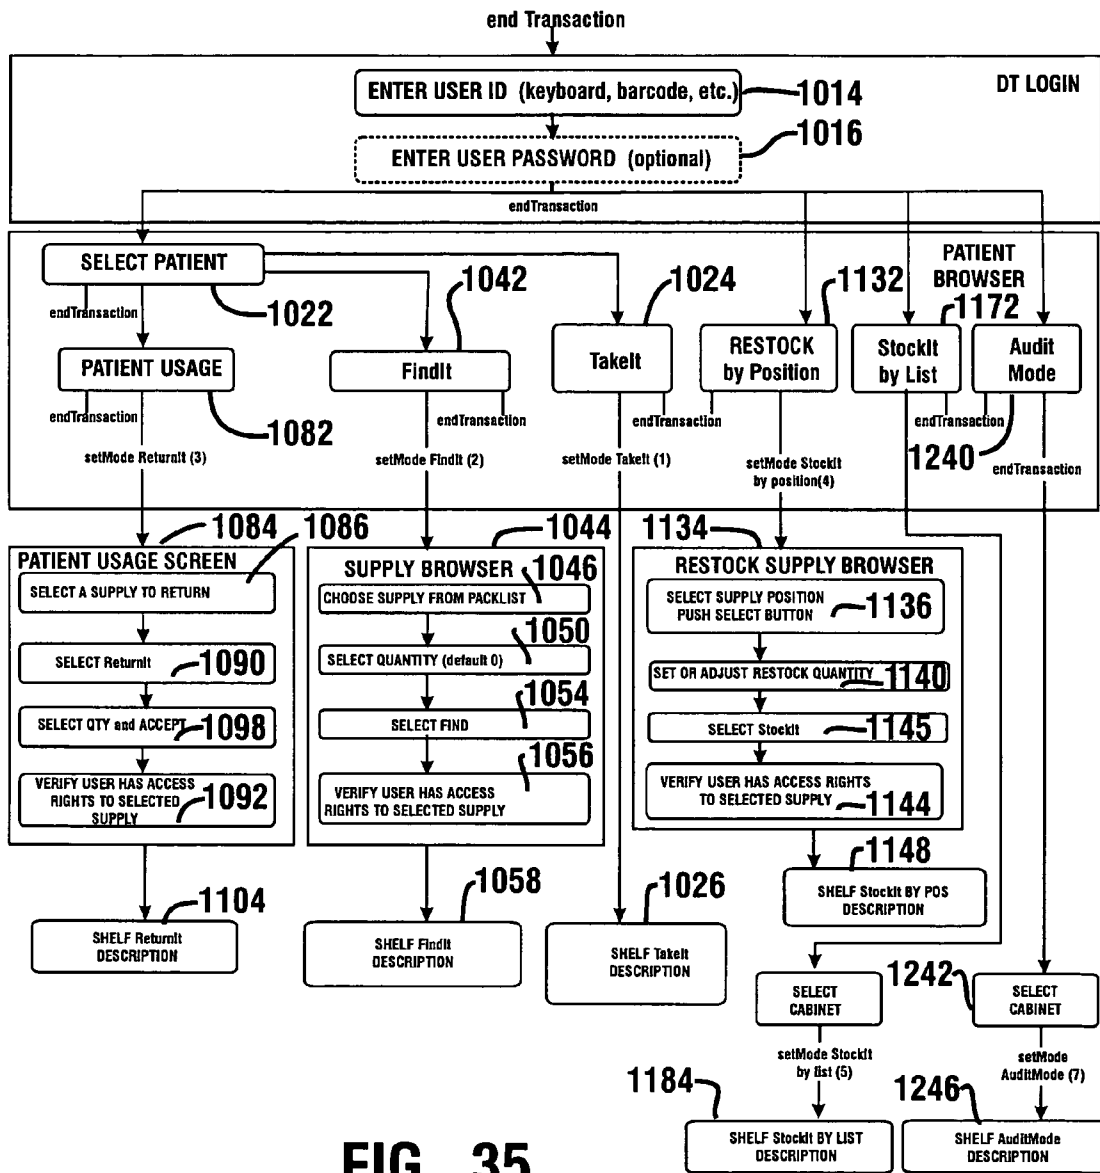 end Transaction
DT LOGIN
ENTER USER ID (keyboard, barcode, etc.)
1014
ENTER USER PASSWORD (optional)
1016
endTransaction
PATIENT
BROWSER
SELECT PATIENT
1022
endTransaction
1042
1024
1132
1172
PATIENT USAGE
1082
endTransaction
FindIt
endTransaction
TakeIt
endTransaction
RESTOCK
by Position
StockIt
by List
endTransaction
Audit
Mode
1240
endTransaction
setMode ReturnIt (3)
setMode FindIt (2)
setMode TakeIt (1)
setMode StockIt
by position(4)
1084
PATIENT USAGE SCREEN
1086
SELECT A SUPPLY TO RETURN
SELECT ReturnIt
1090
SELECT QTY and ACCEPT
1098
VERIFY USER HAS ACCESS
RIGHTS TO SELECTED
SUPPLY
1092
1104
SHELF ReturnIt
DESCRIPTION
1044
SUPPLY BROWSER
1046
CHOOSE SUPPLY FROM PACKLIST
1050
SELECT QUANTITY (default 0)
1054
SELECT FIND
1056
VERIFY USER HAS ACCESS
RIGHTS TO SELECTED SUPPLY
1058
SHELF FindIt
DESCRIPTION
1026
SHELF TakeIt
DESCRIPTION
1134
RESTOCK SUPPLY BROWSER
SELECT SUPPLY POSITION
PUSH SELECT BUTTON
1136
SET OR ADJUST RESTOCK QUANTITY
1140
SELECT StockIt
1145
VERIFY USER HAS ACCESS RIGHTS
TO SELECTED SUPPLY
1144
1148
SHELF StockIt BY POS
DESCRIPTION
SELECT
CABINET
setMode StockIt
by list (5)
1184
SHELF StockIt BY LIST
DESCRIPTION
1242
SELECT
CABINET
setMode
AuditMode (7)
1246
SHELF AuditMode
DESCRIPTION
FIG. 35